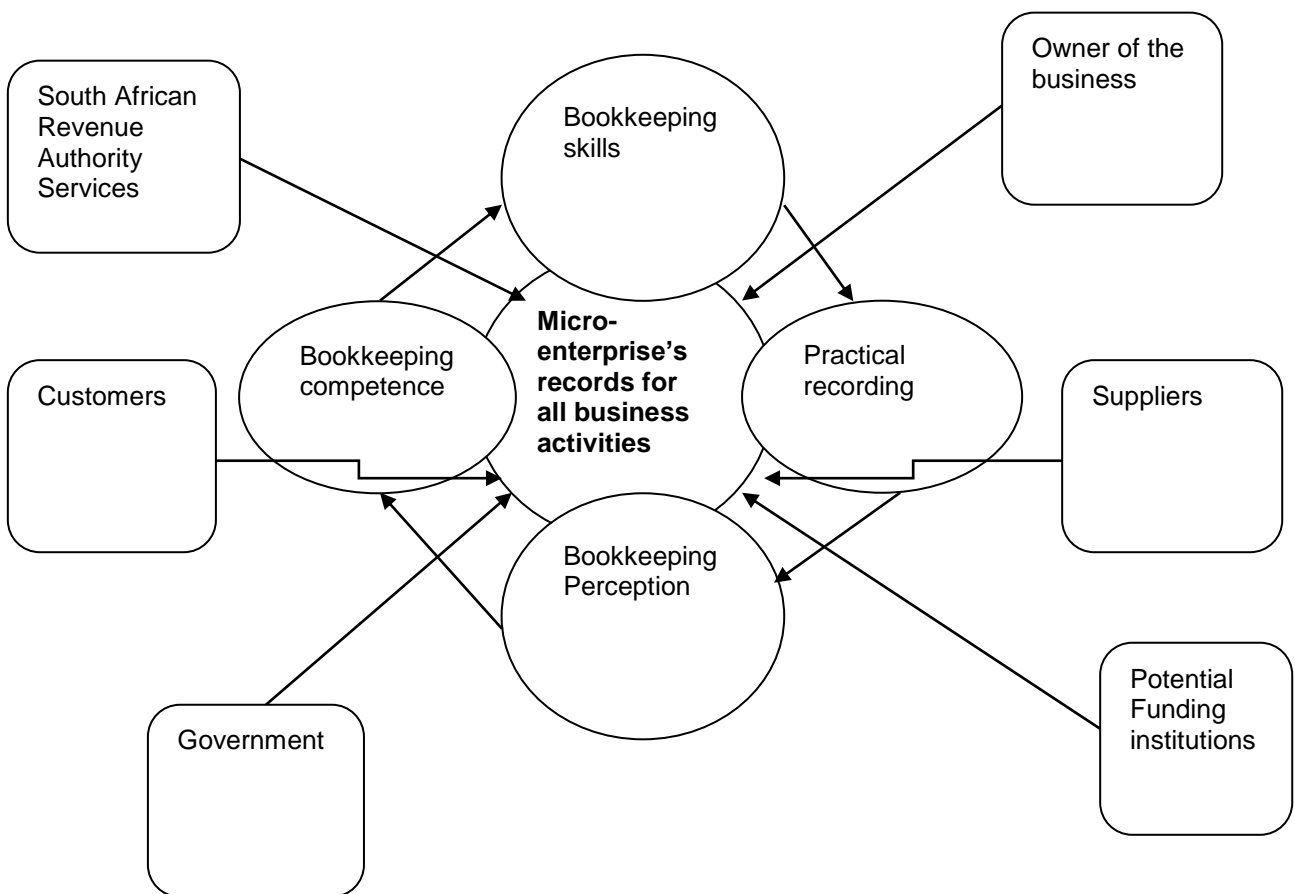 Owner of the
business
South African
Revenue
Authority
Services
Bookkeeping
skills
Micro-
enterprise's
records for
all business
activities
Bookkeeping
competence
Practical
recording
Customers
Suppliers
Bookkeeping
Perception
Potential
Funding
institutions
Government